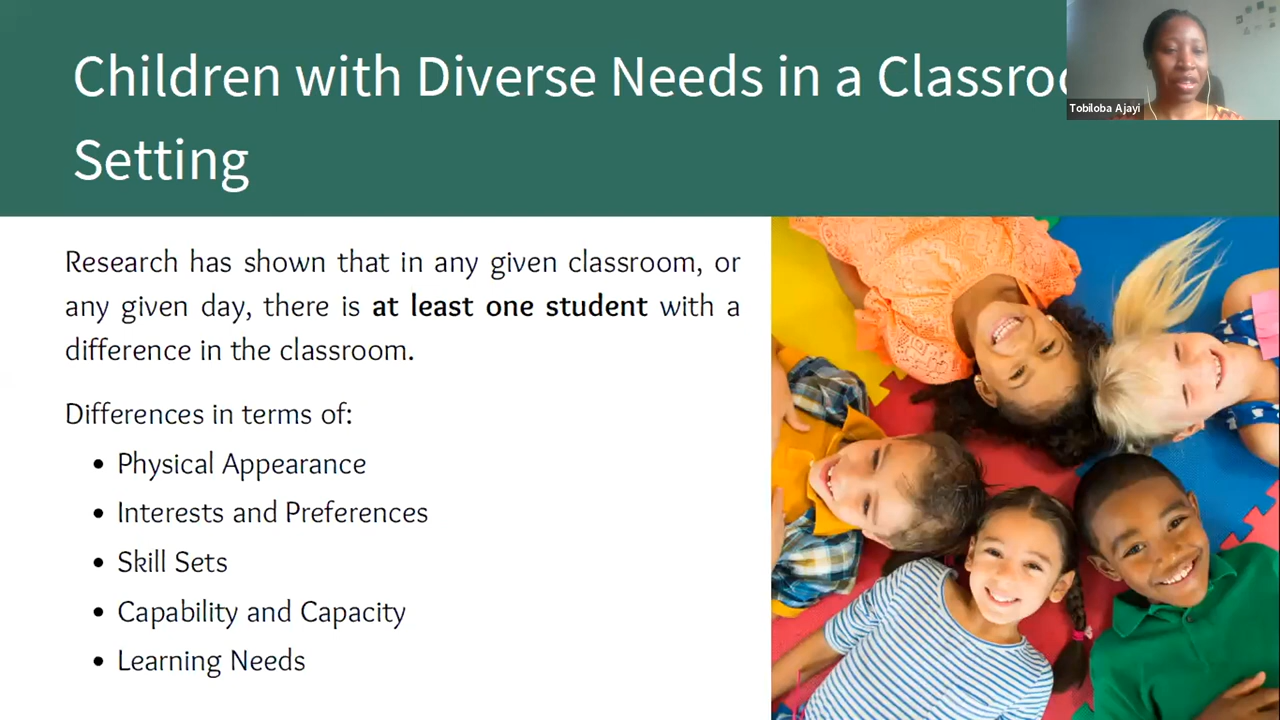 Children with Diverse Needs in a
Setting
Tobiloba Ajayi
Research has shown that in any given classroom, or
any given day, there is at least one student with a
difference in the classroom.
Differences in terms of:
• Physical Appearance
• Interests and Preferences
• Skill Sets
• Capability and Capacity
• Learning Needs